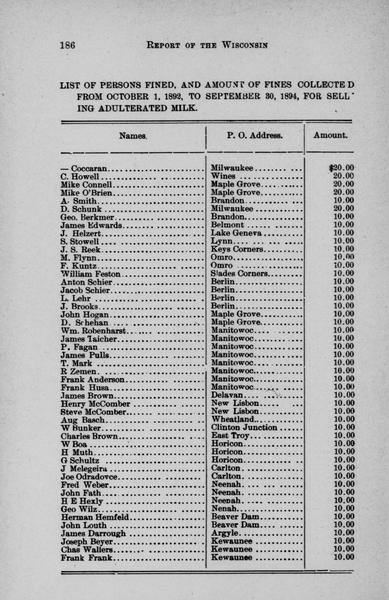 186 REPORT OF THE WISCONSIN
LIST OF PERSONS FINED, AND AMOUNT OF FINES COLLECTED
FROM OCTOBER 1, 1892, TO SEPTEMBER 30, 1894, FOR SELL-
ING ADULTERATED MILK.
Names. P. O. Address. Amount.
— Coccaran Milwaukee $20.00
C. Howell Wines 20.00
Mike Connell Maple Grove 20.00
Mike O'Brien Maple Grove 20.00
A. Smith Brandon 10.00
D. Schunk Milwaukee 20.00
Geo. Berkmer Brandon 10.00
James Edwards Belmont 10.00
J. Helzert Lake Geneva 10.00
S. Stowell Lynn 10.00
J. S. Reek Keys Corners 10.00
M. Flynn Omro 10.00
F. Kuntz Omro 10.00
William Feston Slades Corners 10.00
Anton Schier Berlin 10.00
Jacob Schier Berlin 10.00
L. Lehr Berlin 10.00
J. Brooks Berlin 10.00
John Hogan Maple Grove 10.00
D. Schehan Maple Grove 10.00
Wm. Robenharst Manitowoc 10.00
James Taicher Manitowoc 10.00
P. Fagan Manitowoc 10.00
James Pulls Manitowoc 10.00
T. Mark Manitowoc 10.00
R Zemen Manitowoc 10.00
Frank Anderson Manitowoc 10.00
Frank Husa Manitowoc 10.00
James Brown Delavan 10.00
Henry McComber New Lisbon 10.00
Steve McComber New Lisbon 10.00
Aug Basch Wheatland 10.00
W Bunker Clinton Junction 10.00
Charles Brown East Troy 10.00
W Boa Horicon 10.00
H Muth Horicon 10.00
G Schultz Horicon 10.00
J Melegeira Carlton 10.00
Joe Odradovce Carlton 10.00
Fred Weber Neenah 10.00
John Fath Neenah 10.00
H E Hexly Neenah 10.00
Geo Wilz Nenah 10.00
Herman Hemfeld Beaver Dam 10.00
John Louth Beaver Dam 10.00
James Darrough Argyle 10.00
Joseph Beyer Kewaunee 10.00
Chas Wallers Kewaunee 10.00
Frank Frank Kewaunee 10.00